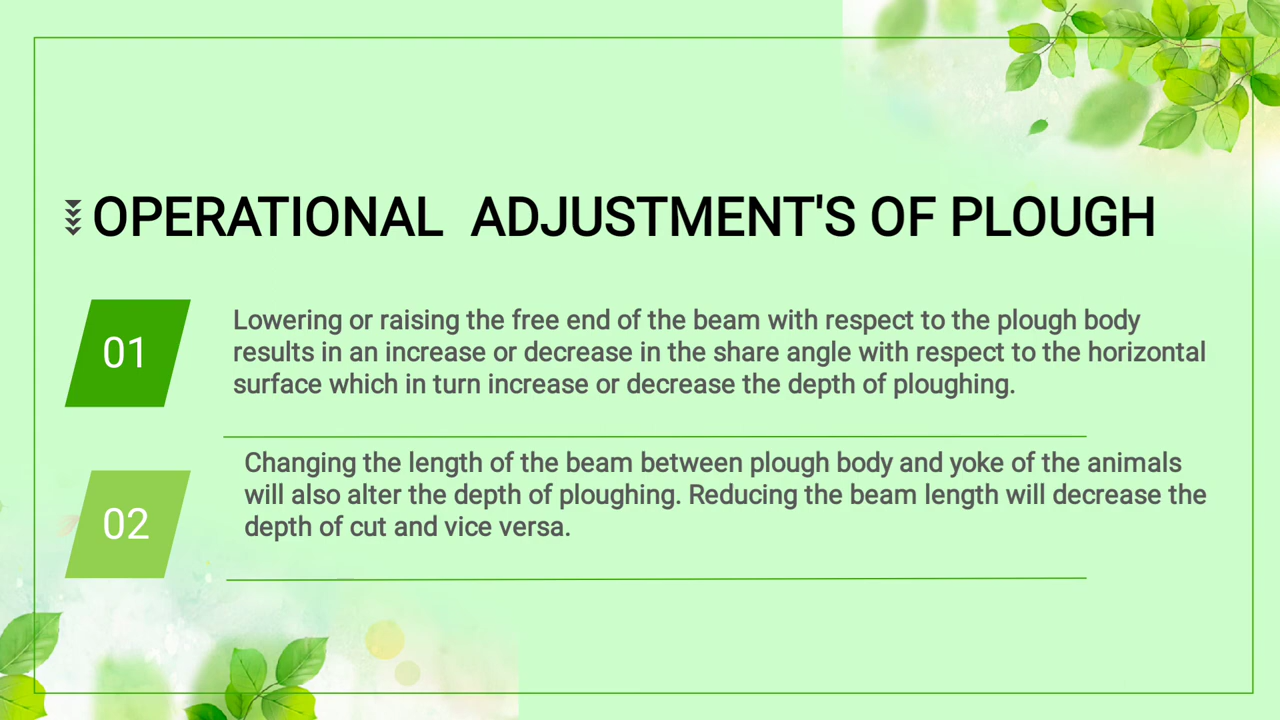 OPERATIONAL  ADJUSTMENT'S OF PLOUGH
01
Lowering or raising the free end of the beam with respect to the plough body
results in an increase or decrease in the share angle with respect to the horizontal
surface which in turn increase or decrease the depth of ploughing.
02
Changing the length of the beam between plough body and yoke of the animals
will also alter the depth of ploughing. Reducing the beam length will decrease the
depth of cut and vice versa.